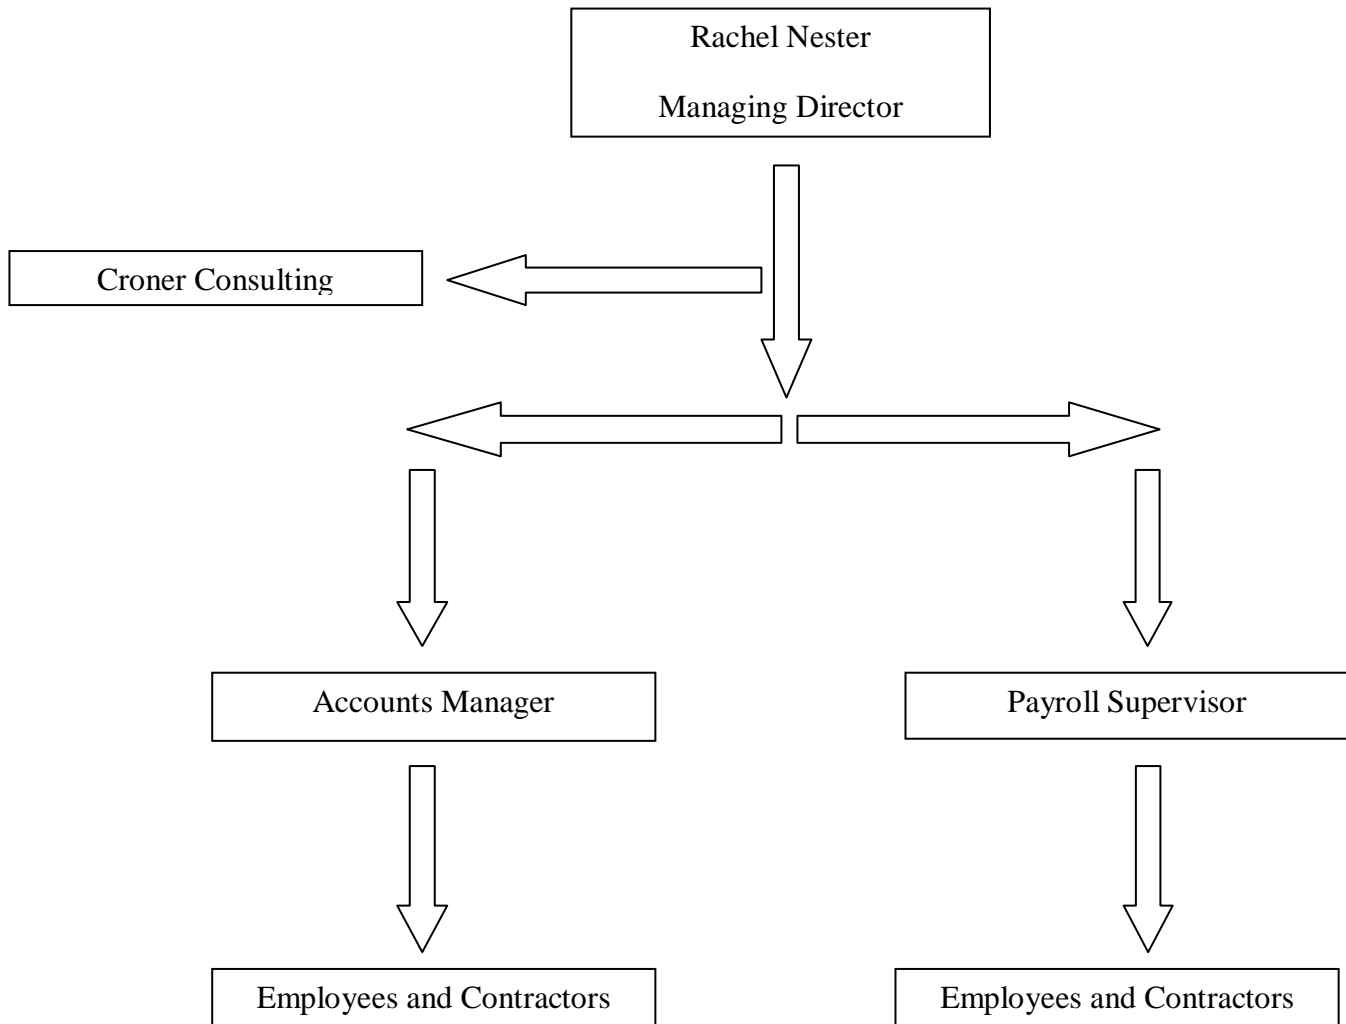 Rachel Nester
Managing Director
Croner Consulting
Accounts Manager
Payroll Supervisor
Employees and Contractors
Employees and Contractors